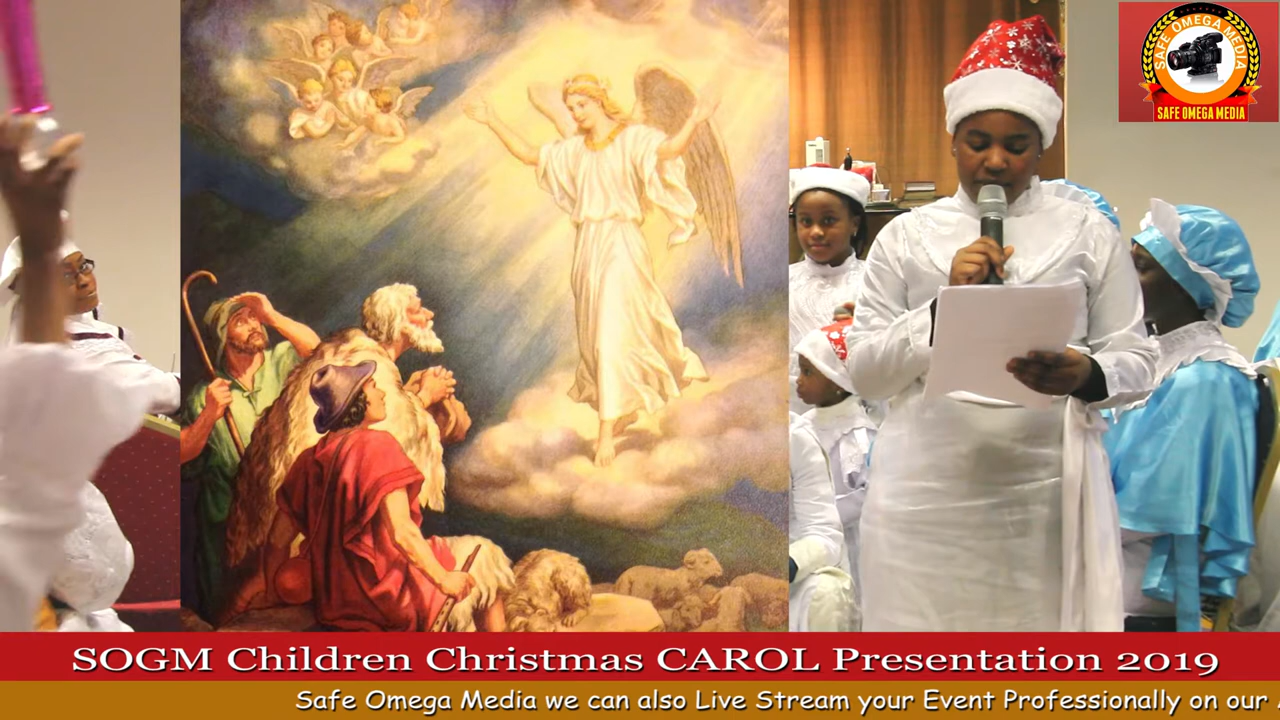 SAFE OMEGA MEDIA
SAFE OMEGA MEDIA
SOGM Children Christmas CAROL Presentation 2019
Safe Omega Media we can also Live Stream your Event Professionally on our